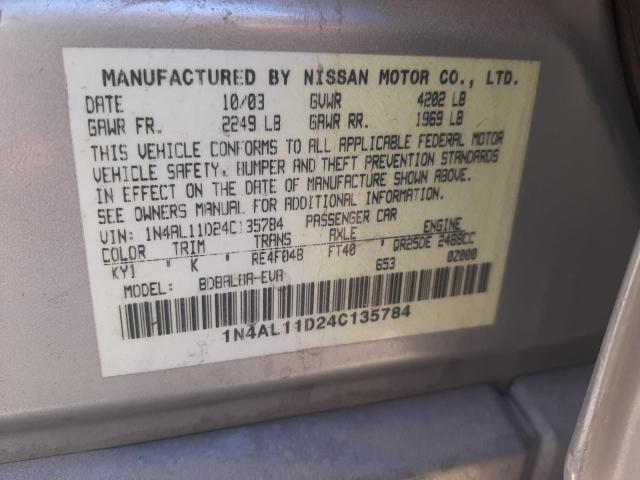 MANUFACTURED BY NISSAN MOTOR CO., LTD.
DATE 10/03 GVWR 4202 LB
GAWR FR. 2249 LB GAWR RR. 1969 LB
THIS VEHICLE CONFORMS TO ALL APPLICABLE FEDERAL MOTOR
VEHICLE SAFETY, BUMPER AND THEFT PREVENTION STANDARDS
IN EFFECT ON THE DATE OF MANUFACTURE SHOWN ABOVE.
SEE OWNERS MANUAL FOR ADDITIONAL INFORMATION.
VIN: 1N4AL11D24C135784 PASSENGER CAR
COLOR TRIM TRANS AXLE ENGINE
KY1 " K " RE4F04B FT40 QR25DE 2488CC
653 0Z000
MODEL: BDBALBA-EVA
1N4AL11D24C135784